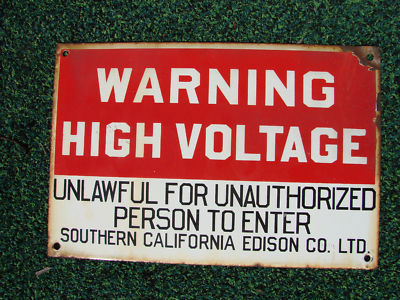 WARNING
HIGH VOLTAGE
UNLAWFUL FOR UNAUTHORIZED
PERSON TO ENTER
SOUTHERN CALIFORNIA EDISON CO. LTD.